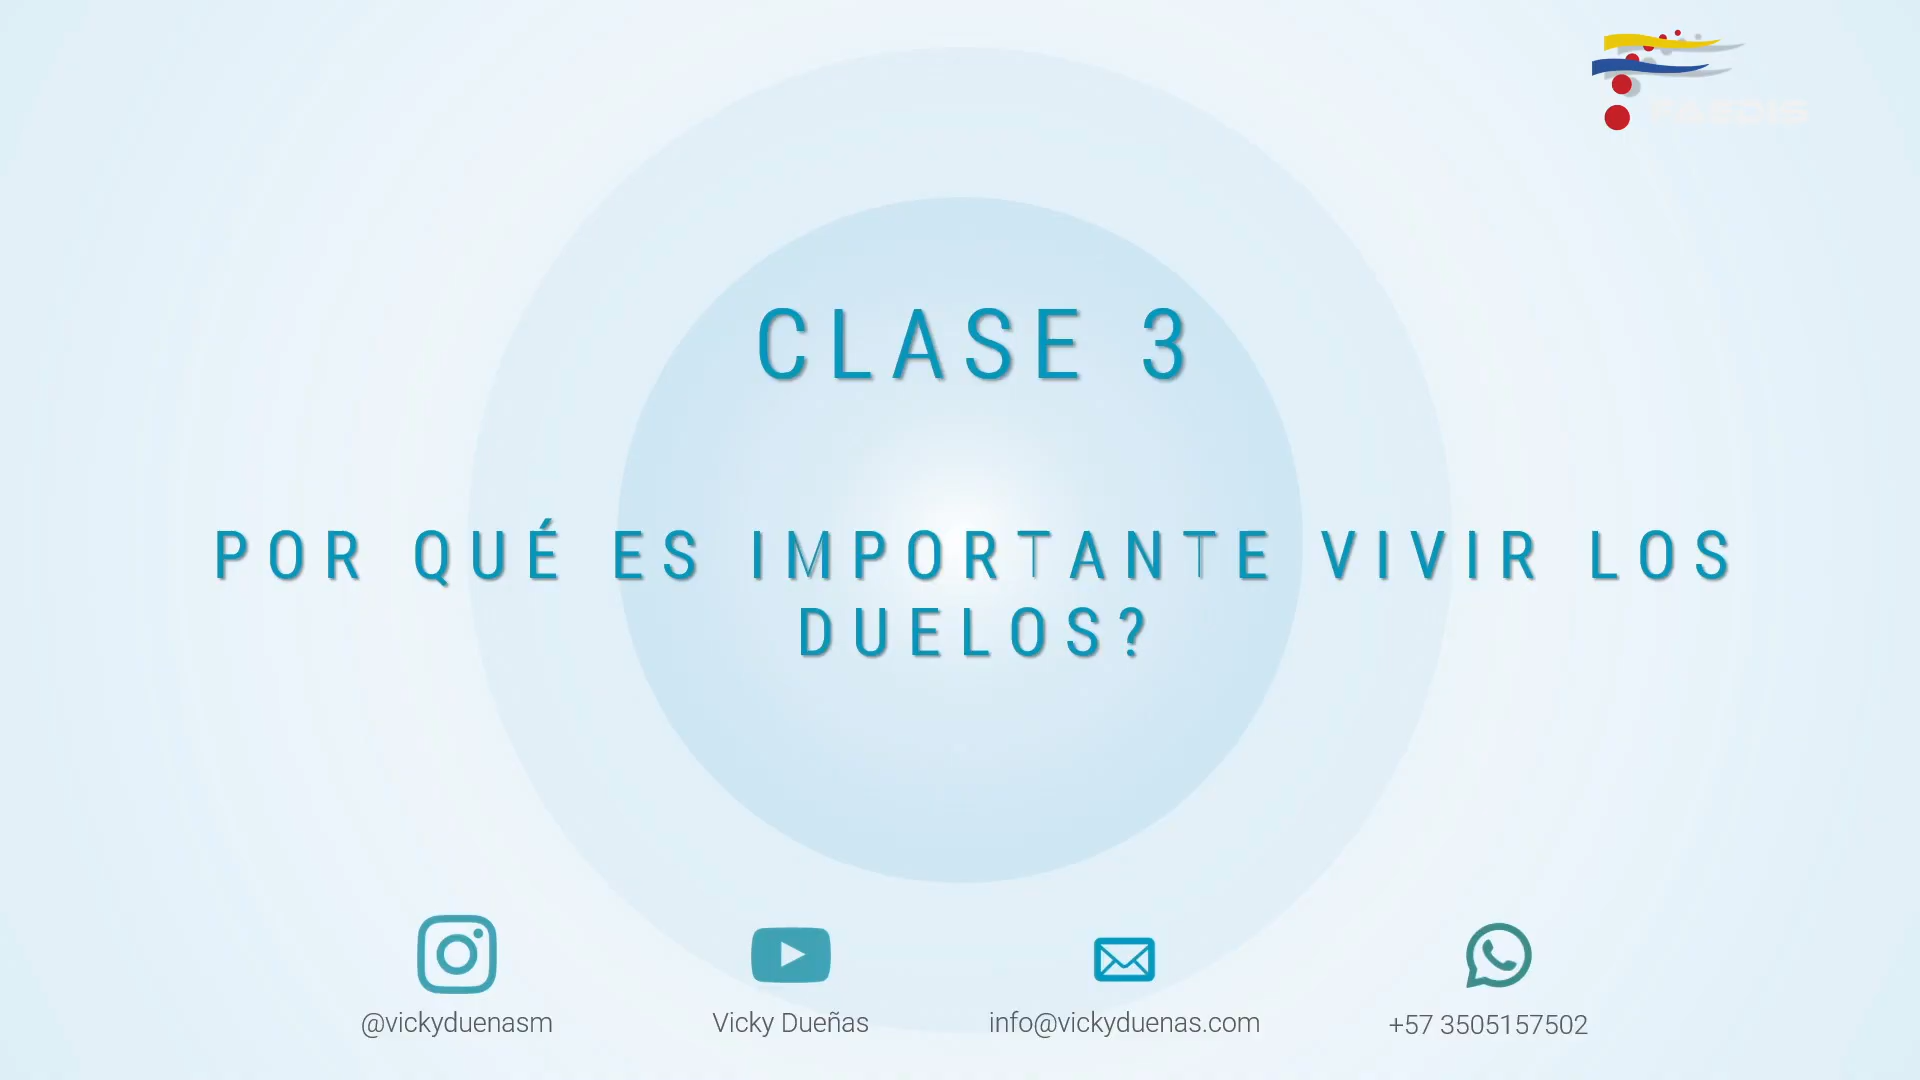 CLASE 3
POR QUÉ ES IMPORTANTE VIVIR LOS
DUELOS?
@vickyduenasm
Vicky Dueñas
info@vickyduenas.com
+57 3505157502